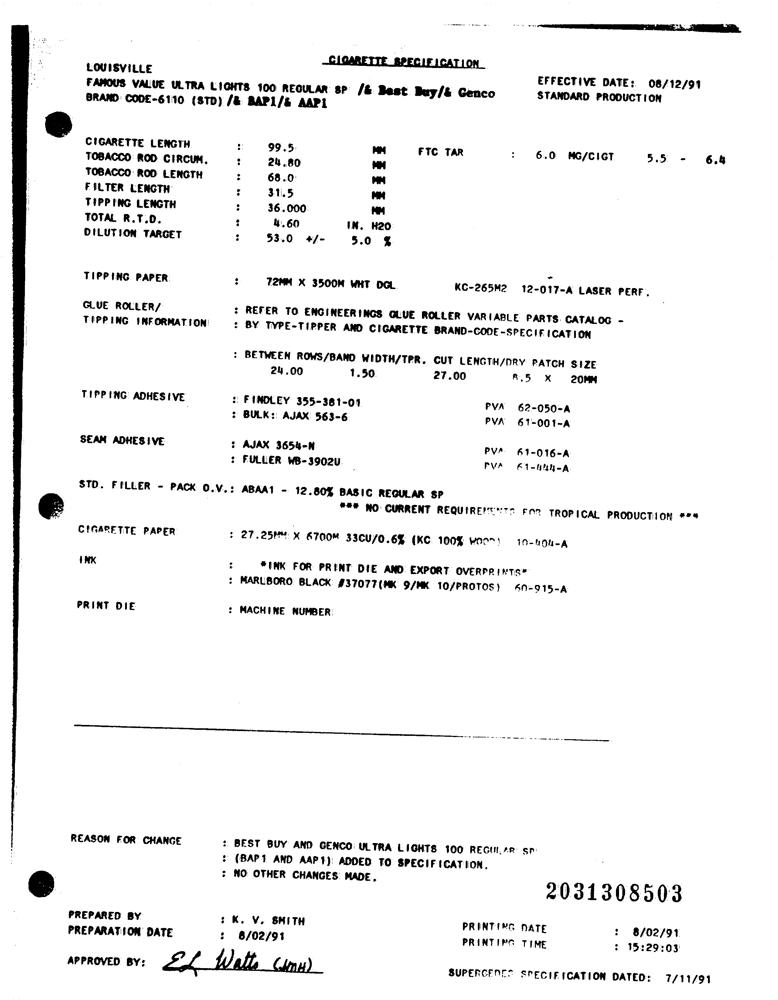 CIGARETTE SPECIFICATION
LOUISVILLE
FAMOUS VALUE ULTRA LIGHTS 100 REGULAR SP /& Best Buy/& Genco
EFFECTIVE DATE: 08/12/91
BRAND CODE-6110 (STD) /& BAP1/& AAP1
STANDARD PRODUCTION
CIGARETTE LENGTH : 99.5 MM FTC TAR : 6.0 MG/CIGT 5.5 - 6.4
TOBACCO ROD CIRCUM. : 24.80 MM
TOBACCO ROD LENGTH : 68.0 MM
FILTER LENGTH : 31.5 MM
TIPPING LENGTH : 36.000 MM
TOTAL R.T.D. : 4.60 IN. H2O
DILUTION TARGET : 53.0 +/- 5.0 %
TIPPING PAPER : 72MM X 3500M WHT DGL KC-265M2 12-017-A LASER PERF.
GLUE ROLLER/ : REFER TO ENGINEERINGS GLUE ROLLER VARIABLE PARTS CATALOG -
TIPPING INFORMATION : BY TYPE-TIPPER AND CIGARETTE BRAND-CODE-SPECIFICATION
: BETWEEN ROWS/BAND WIDTH/TPR. CUT LENGTH/DRY PATCH SIZE
24.00 1.50 27.00 8.5 X 20MM
TIPPING ADHESIVE : FINDLEY 355-381-01 PVA 62-050-A
: BULK: AJAX 563-6 PVA 61-001-A
SEAM ADHESIVE : AJAX 3654-N PVA 61-016-A
: FULLER WB-3902U PVA 61-444-A
STD. FILLER - PACK O.V.: ABAA1 - 12.80% BASIC REGULAR SP
*** NO CURRENT REQUIREMENTS FOR TROPICAL PRODUCTION ***
CIGARETTE PAPER : 27.25MM X 6700M 33CU/0.6% (KC 100% WOOD) 10-404-A
INK : *INK FOR PRINT DIE AND EXPORT OVERPRINTS*
: MARLBORO BLACK #37077(MK 9/MK 10/PROTOS) 60-915-A
PRINT DIE : MACHINE NUMBER
REASON FOR CHANGE : BEST BUY AND GENCO ULTRA LIGHTS 100 REGULAR SP
: (BAP1 AND AAP1) ADDED TO SPECIFICATION.
: NO OTHER CHANGES MADE.
2031308503
PREPARED BY : K. V. SMITH
PREPARATION DATE : 8/02/91
PRINTING DATE : 8/02/91
PRINTING TIME : 15:29:03
APPROVED BY: EL Watts (JMH)
SUPERCEDES SPECIFICATION DATED: 7/11/91